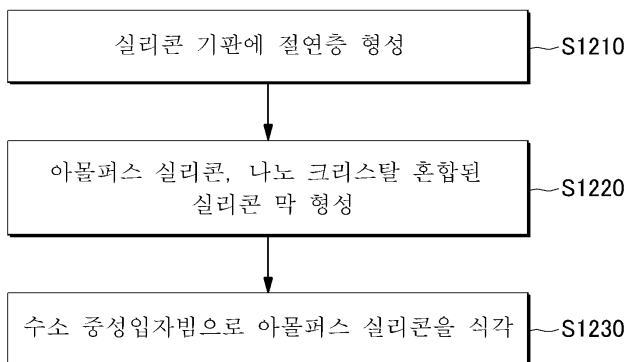 실리콘 기판에 절연층 형성
S1210
아몰퍼스 실리콘, 나노 크리스탈 혼합된
실리콘 막 형성
S1220
수소 중성입자빔으로 아몰퍼스 실리콘을 식각
S1230